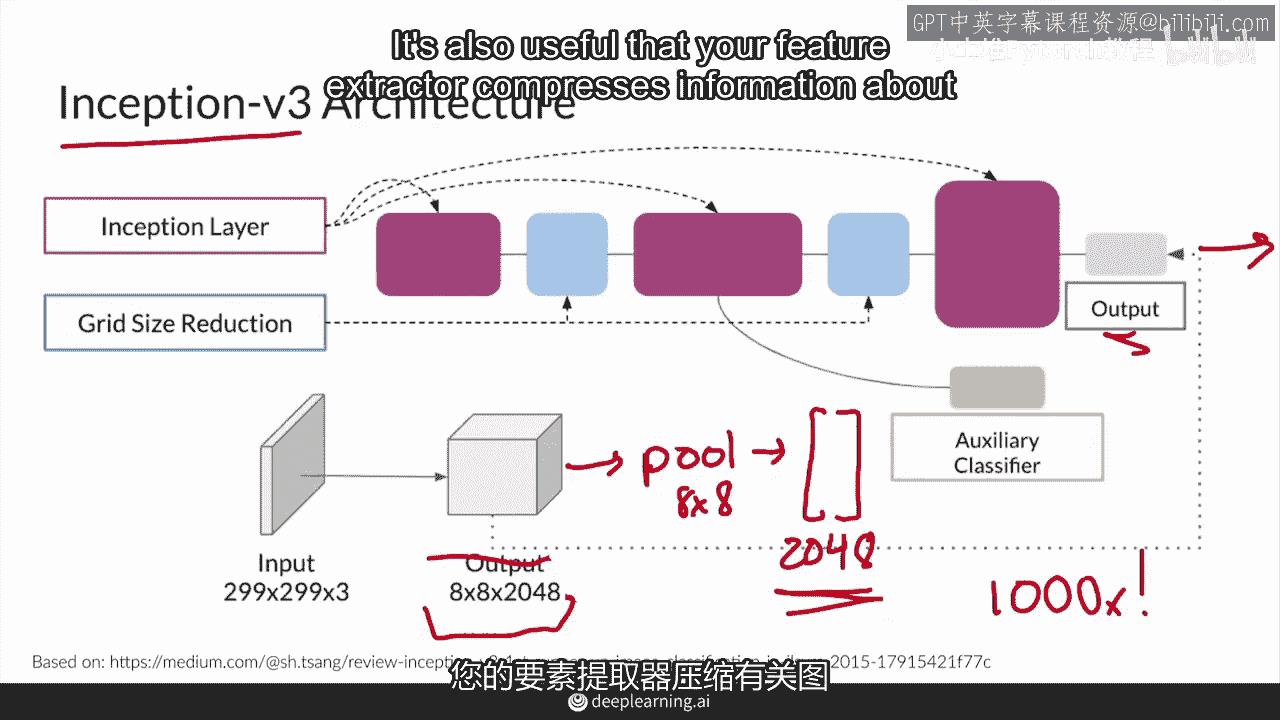 GPT中英字幕课程资源@bilibili.com
It's also useful that your feature
extractor compresses information about
Inception-v3 Architecture
Inception Layer
Grid Size Reduction
Output
Auxiliary
Classifier
pool
8x8
2048
1000x!
Input
299x299x3
Output
8x8x2048
Based on: https://medium.com/@sh.tsang/review-inception-
2015-17915421f77c
您的要素提取器压缩有关图
deeplearning.ai